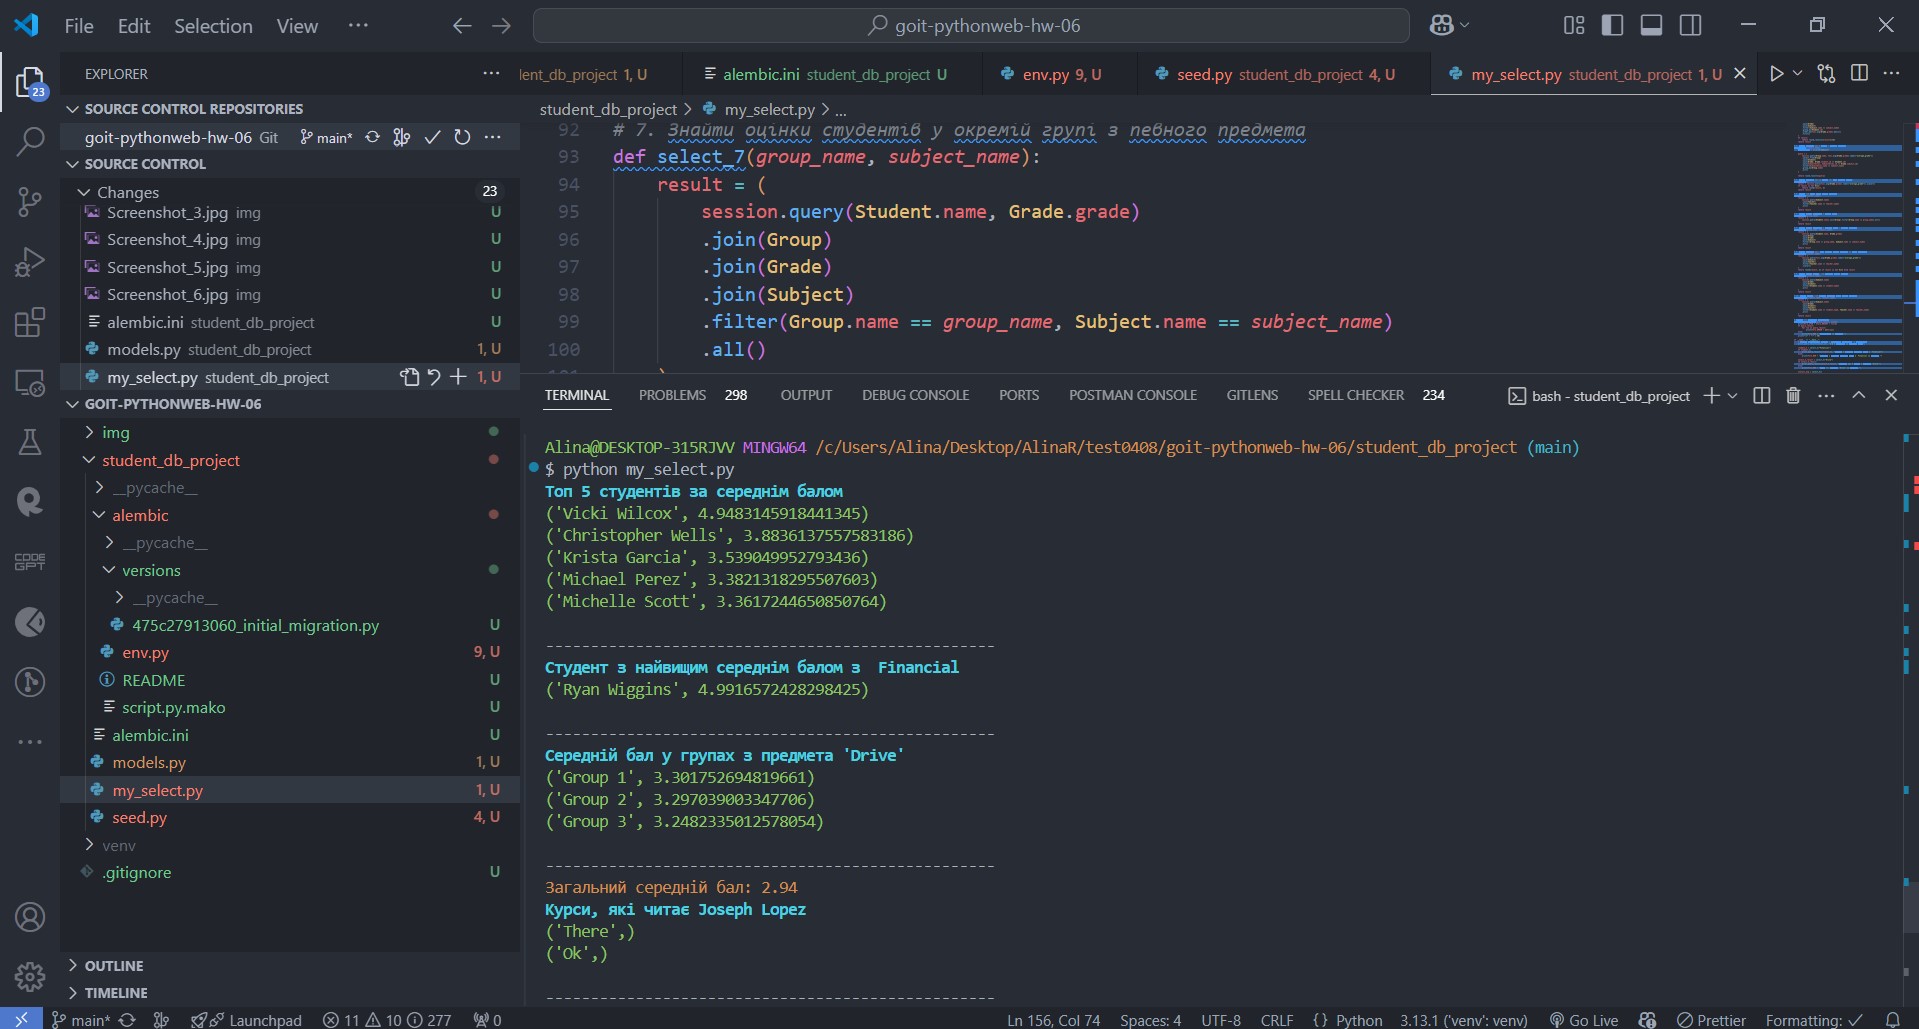 File Edit Selection View ··· goit-pythonweb-hw-06
EXPLORER ···
lent_db_project 1, U alembic.ini student_db_project U env.py 9, U seed.py student_db_project 4, U my_select.py student_db_project 1, U
SOURCE CONTROL REPOSITORIES
goit-pythonweb-hw-06 Git main*
SOURCE CONTROL
Changes 23
Screenshot_3.jpg img U
Screenshot_4.jpg img U
Screenshot_5.jpg img U
Screenshot_6.jpg img U
alembic.ini student_db_project U
models.py student_db_project 1, U
my_select.py student_db_project 1, U
GOIT-PYTHONWEB-HW-06
img
student_db_project
__pycache__
alembic
__pycache__
versions
__pycache__
475c27913060_initial_migration.py U
env.py 9, U
README U
script.py.mako U
alembic.ini U
models.py 1, U
my_select.py 1, U
seed.py 4, U
venv
.gitignore U
OUTLINE
TIMELINE
23
CODE
GPT
student_db_project > my_select.py > ...
92 # 7. Знайти оцінки студентів у окремій групі з певного предмета
93 def select_7(group_name, subject_name):
94 result = (
95 session.query(Student.name, Grade.grade)
96 .join(Group)
97 .join(Grade)
98 .join(Subject)
99 .filter(Group.name == group_name, Subject.name == subject_name)
100 .all()
101 )
TERMINAL PROBLEMS 298 OUTPUT DEBUG CONSOLE PORTS POSTMAN CONSOLE GITLENS SPELL CHECKER 234 bash - student_db_project
Alina@DESKTOP-315RJVV MINGW64 /c/Users/Alina/Desktop/AlinaR/test0408/goit-pythonweb-hw-06/student_db_project (main)
$ python my_select.py
Топ 5 студентів за середнім балом
('Vicki Wilcox', 4.9483145918441345)
('Christopher Wells', 3.8836137557583186)
('Krista Garcia', 3.539049952793436)
('Michael Perez', 3.3821318295507603)
('Michelle Scott', 3.3617244650850764)
--------------------------------------------------
Студент з найвищим середнім балом з  Financial
('Ryan Wiggins', 4.9916572428298425)
--------------------------------------------------
Середній бал у групах з предмета 'Drive'
('Group 1', 3.301752694819661)
('Group 2', 3.297039003347706)
('Group 3', 3.2482335012578054)
--------------------------------------------------
Загальний середній бал: 2.94
Курси, які читає Joseph Lopez
('There',)
('Ok',)
--------------------------------------------------
main* Launchpad 11 10 277 0 Ln 156, Col 74 Spaces: 4 UTF-8 CRLF {} Python 3.13.1 ('venv': venv) Go Live Prettier Formatting: ✓